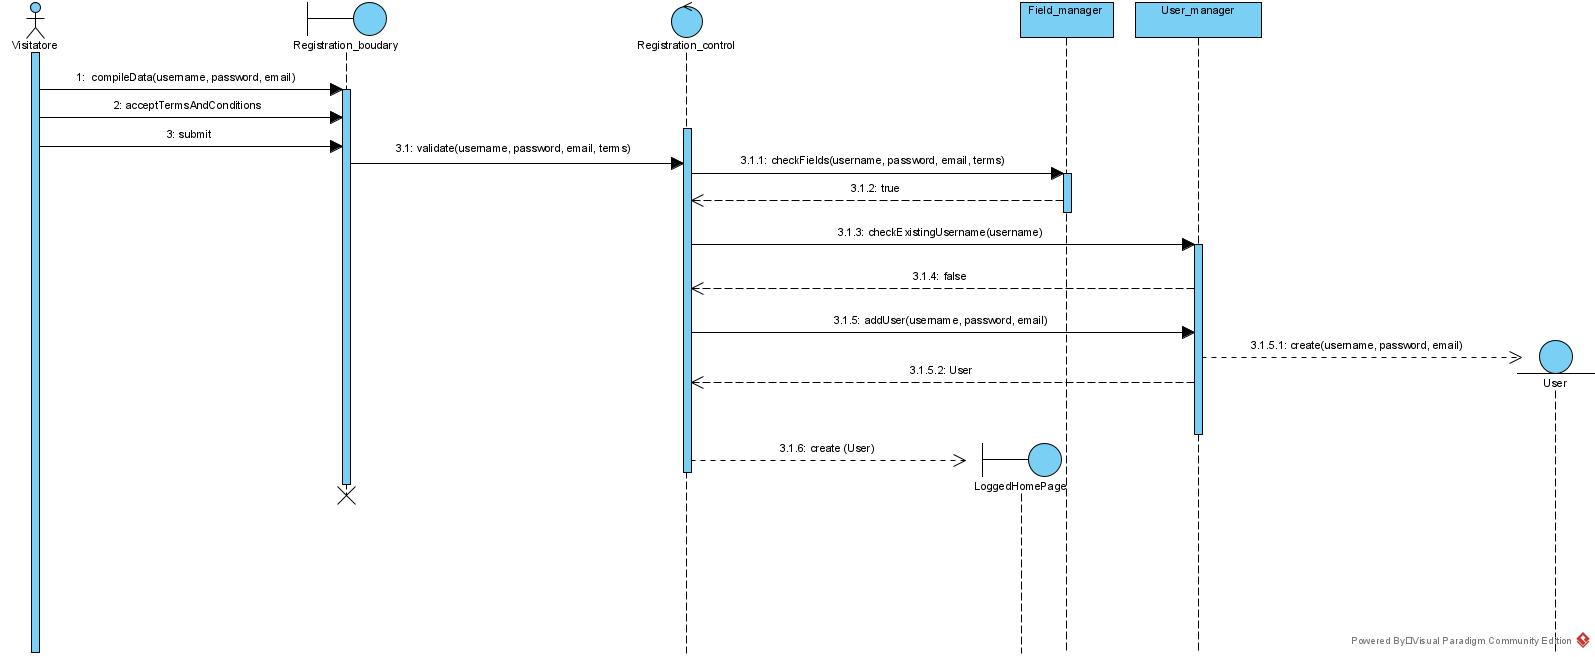 Visitatore
Registration_boudary
Registration_control
Field_manager
User_manager
1: compileData(username, password, email)
2: acceptTermsAndConditions
3: submit
3.1: validate(username, password, email, terms)
3.1.1: checkFields(username, password, email, terms)
3.1.2: true
3.1.3: checkExistingUsername(username)
3.1.4: false
3.1.5: addUser(username, password, email)
3.1.5.1: create(username, password, email)
3.1.5.2: User
User
3.1.6: create (User)
LoggedHomePage
Powered By□Visual Paradigm Community Edition